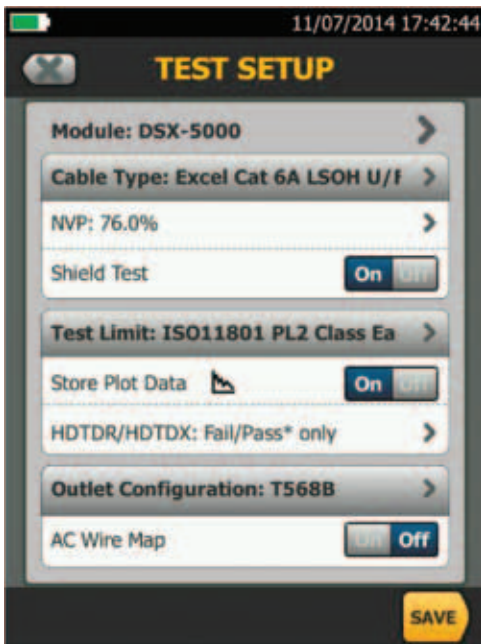 11/07/2014 17:42:44
TEST SETUP
Module: DSX-5000
Cable Type: Excel Cat 6A LSOH U/F
NVP: 76.0%
Shield Test On Off
Test Limit: ISO11801 PL2 Class Ea
Store Plot Data On Off
HDTDR/HDTDX: Fail/Pass* only
Outlet Configuration: T568B
AC Wire Map On Off
SAVE